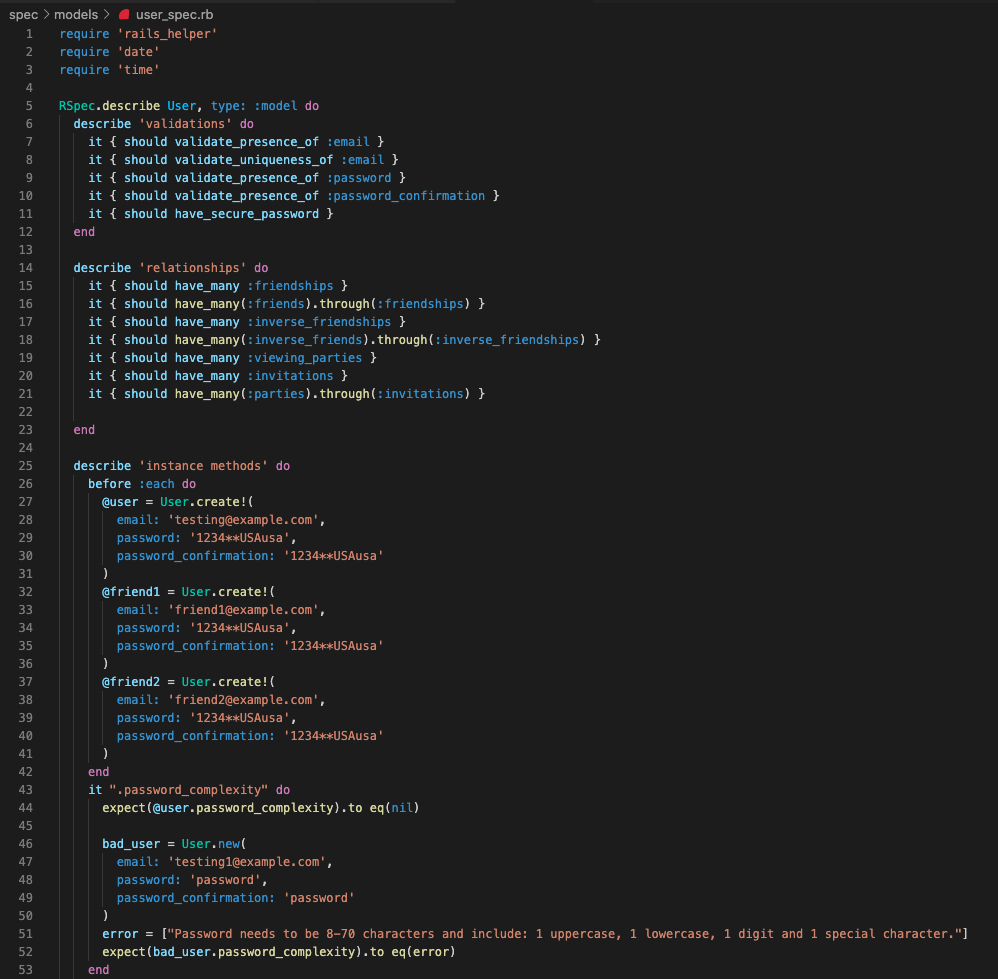 spec > models > user_spec.rb
1 require 'rails_helper'
2 require 'date'
3 require 'time'
4
5 RSpec.describe User, type: :model do
6   describe 'validations' do
7     it { should validate_presence_of :email }
8     it { should validate_uniqueness_of :email }
9     it { should validate_presence_of :password }
10     it { should validate_presence_of :password_confirmation }
11     it { should have_secure_password }
12   end
13
14   describe 'relationships' do
15     it { should have_many :friendships }
16     it { should have_many(:friends).through(:friendships) }
17     it { should have_many :inverse_friendships }
18     it { should have_many(:inverse_friends).through(:inverse_friendships) }
19     it { should have_many :viewing_parties }
20     it { should have_many :invitations }
21     it { should have_many(:parties).through(:invitations) }
22
23   end
24
25   describe 'instance methods' do
26     before :each do
27       @user = User.create!(
28         email: 'testing@example.com',
29         password: '1234**USAusa',
30         password_confirmation: '1234**USAusa'
31       )
32       @friend1 = User.create!(
33         email: 'friend1@example.com',
34         password: '1234**USAusa',
35         password_confirmation: '1234**USAusa'
36       )
37       @friend2 = User.create!(
38         email: 'friend2@example.com',
39         password: '1234**USAusa',
40         password_confirmation: '1234**USAusa'
41       )
42     end
43     it ".password_complexity" do
44       expect(@user.password_complexity).to eq(nil)
45
46       bad_user = User.new(
47         email: 'testing1@example.com',
48         password: 'password',
49         password_confirmation: 'password'
50       )
51       error = ["Password needs to be 8-70 characters and include: 1 uppercase, 1 lowercase, 1 digit and 1 special character."]
52       expect(bad_user.password_complexity).to eq(error)
53     end